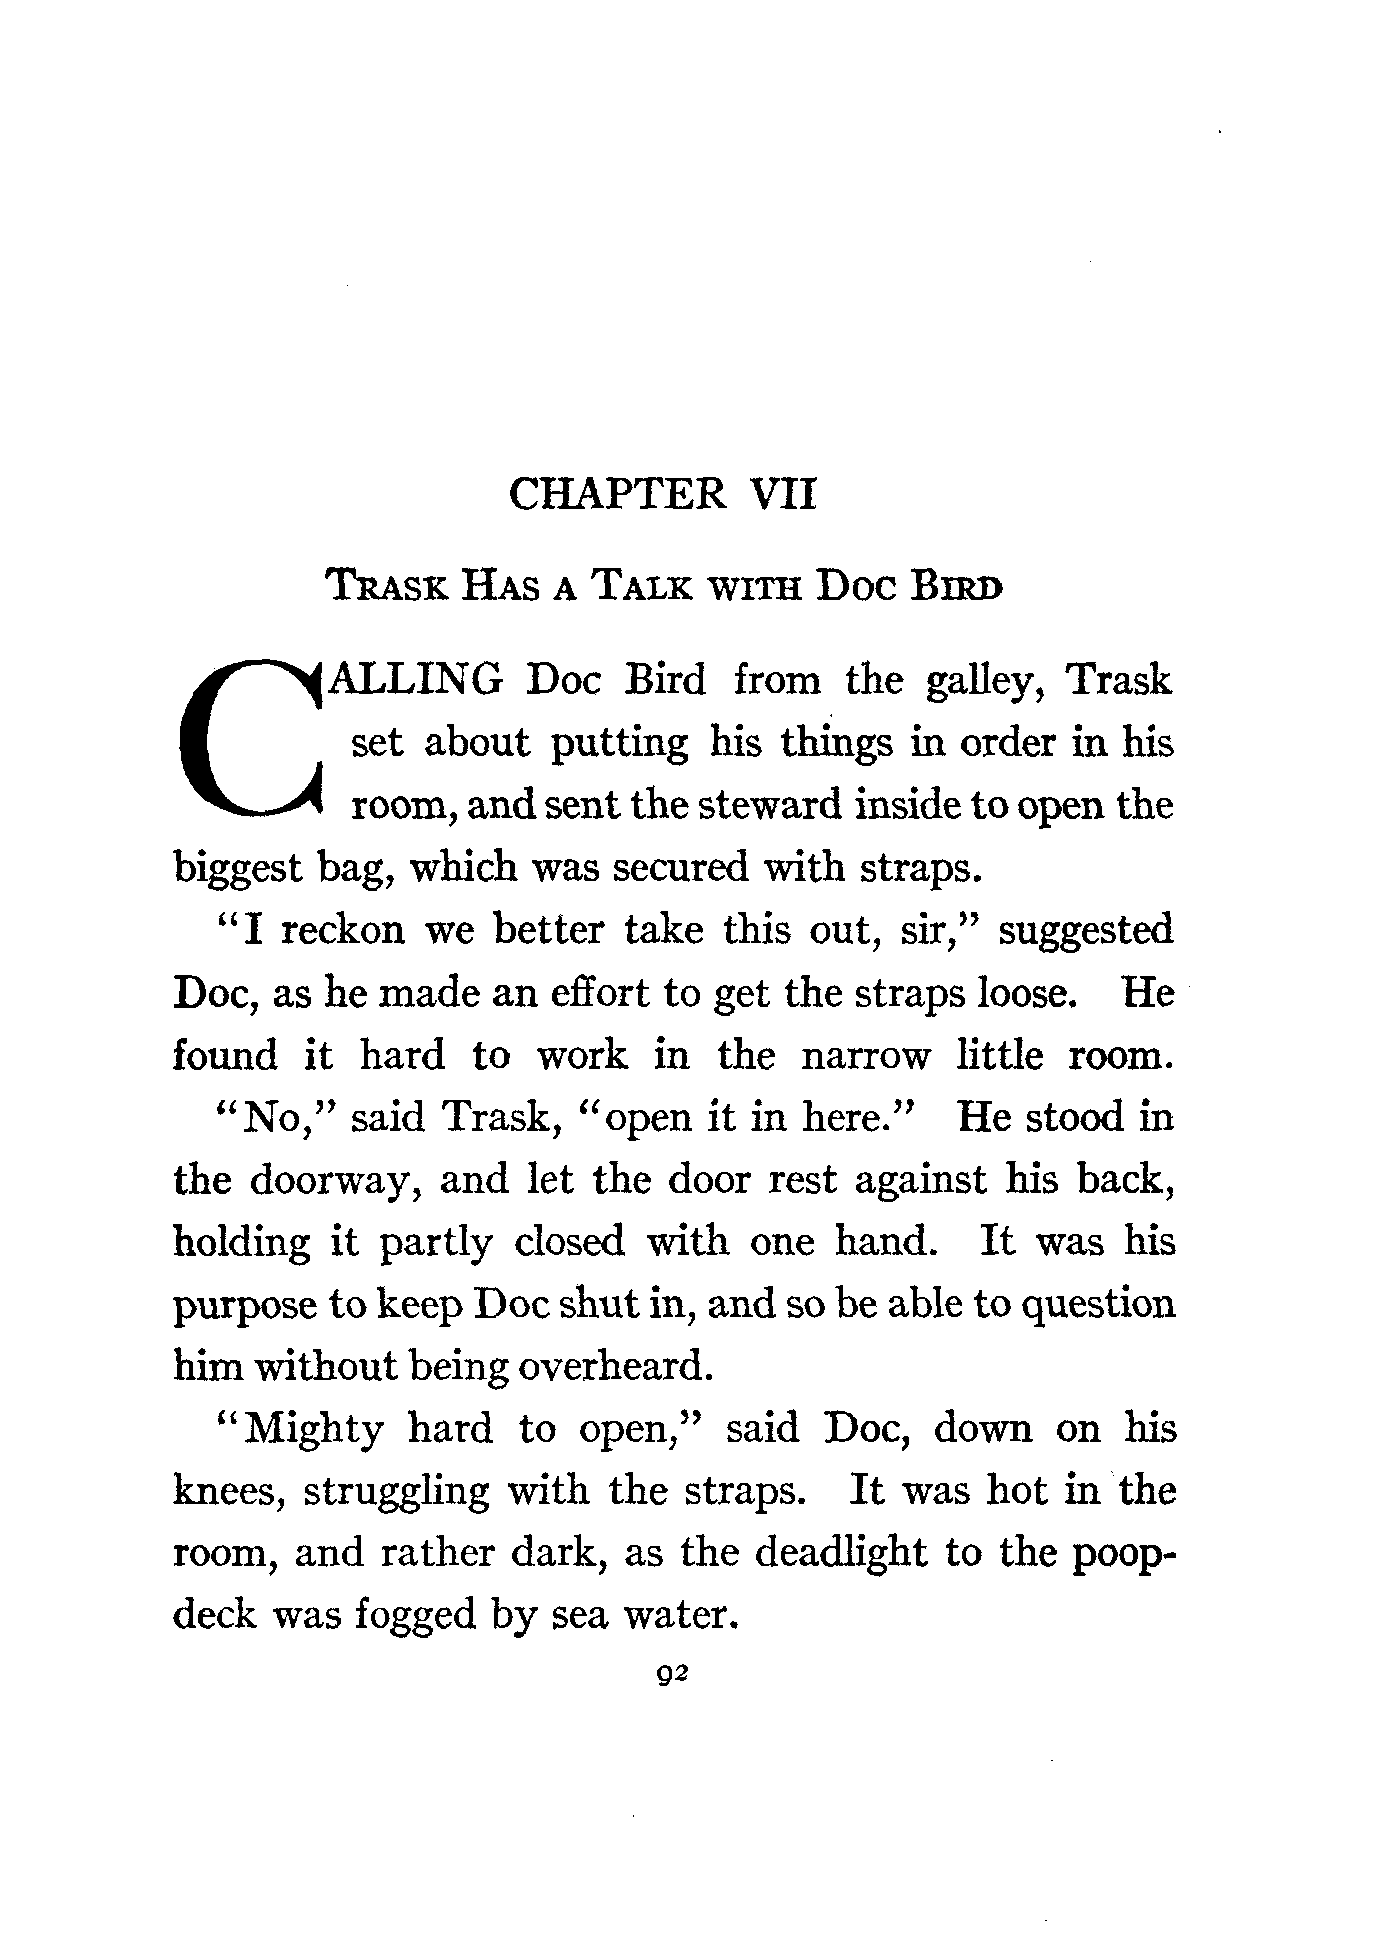 CHAPTER VII
Trask Has a Talk with Doc Bird
CALLING Doc Bird from the galley, Trask
set about putting his things in order in his
room, and sent the steward inside to open the
biggest bag, which was secured with straps.
"I reckon we better take this out, sir," suggested
Doc, as he made an effort to get the straps loose. He
found it hard to work in the narrow little room.
"No," said Trask, "open it in here." He stood in
the doorway, and let the door rest against his back,
holding it partly closed with one hand. It was his
purpose to keep Doc shut in, and so be able to question
him without being overheard.
"Mighty hard to open," said Doc, down on his
knees, struggling with the straps. It was hot in the
room, and rather dark, as the deadlight to the poop-
deck was fogged by sea water.
92